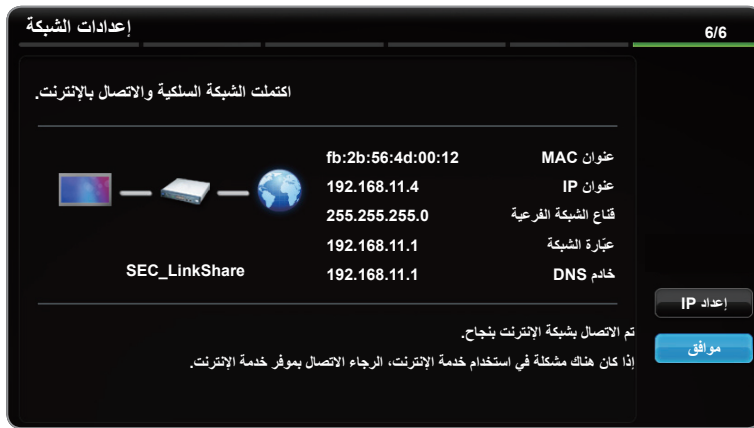 إعدادات الشبكة
6/6
اكتملت الشبكة السلكية والاتصال بالإنترنت.
عنوان MAC fb:2b:56:4d:00:12
عنوان IP 192.168.11.4
قناع الشبكة الفرعية 255.255.255.0
عبّارة الشبكة 192.168.11.1
خادم DNS 192.168.11.1
SEC_LinkShare
تم الاتصال بشبكة الإنترنت بنجاح.
إذا كان هناك مشكلة في استخدام خدمة الإنترنت، الرجاء الاتصال بموفر خدمة الإنترنت.
إعداد IP
موافق